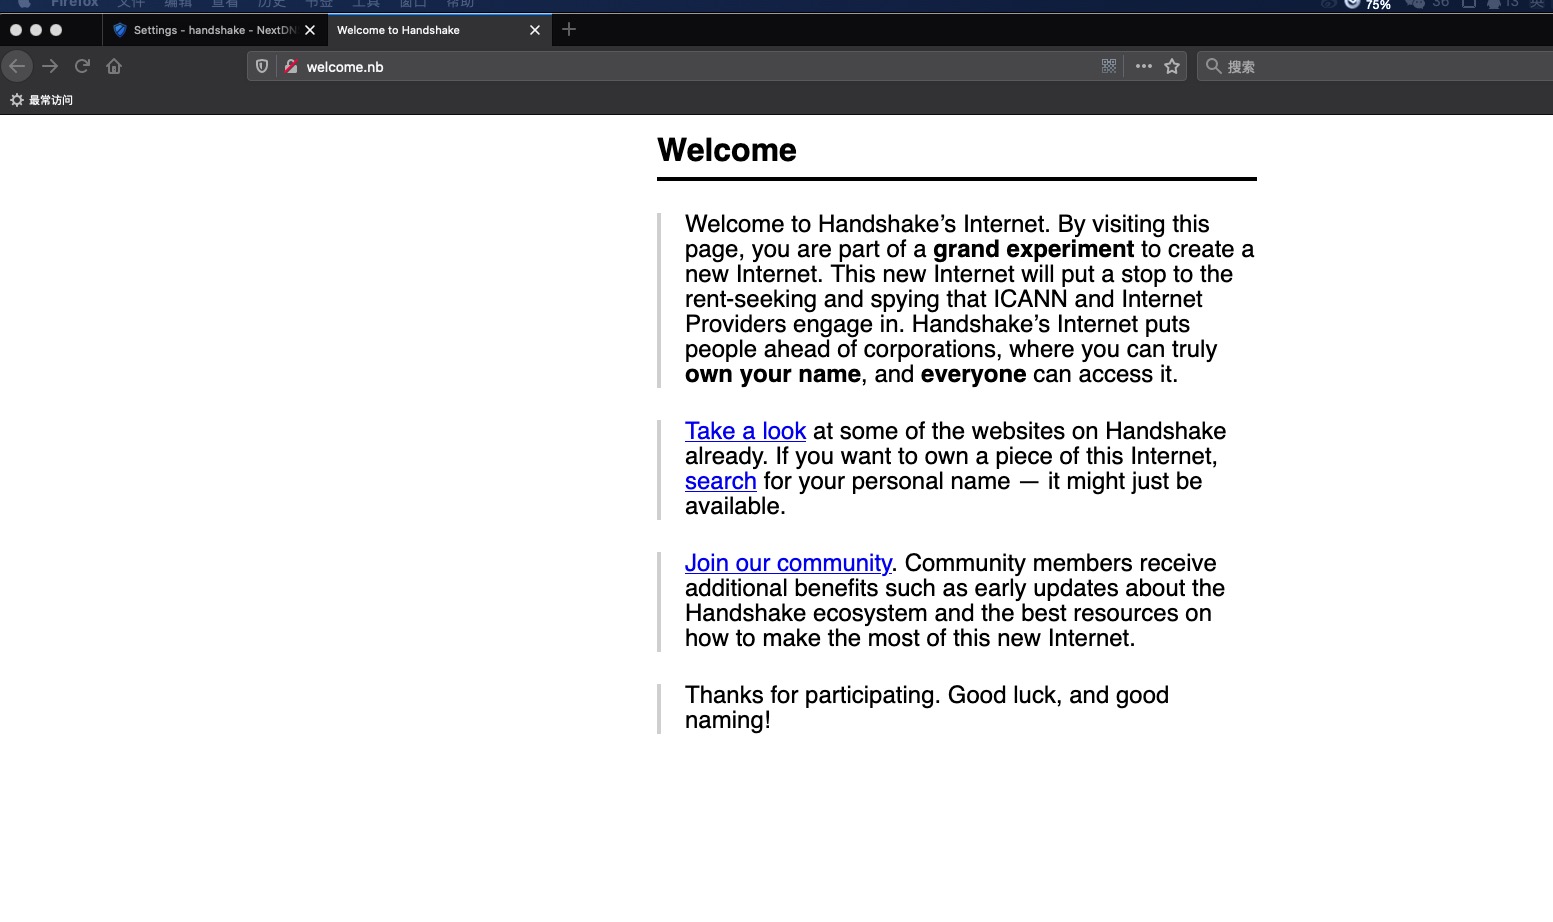 Firefox 文件 编辑 查看 历史 书签 工具 窗口 帮助 75% 36 13 英
Settings - handshake - NextDN
Welcome to Handshake
welcome.nb
搜索
最常访问
Welcome
Welcome to Handshake’s Internet. By visiting this
page, you are part of a grand experiment to create a
new Internet. This new Internet will put a stop to the
rent-seeking and spying that ICANN and Internet
Providers engage in. Handshake’s Internet puts
people ahead of corporations, where you can truly
own your name, and everyone can access it.
Take a look at some of the websites on Handshake
already. If you want to own a piece of this Internet,
search for your personal name — it might just be
available.
Join our community. Community members receive
additional benefits such as early updates about the
Handshake ecosystem and the best resources on
how to make the most of this new Internet.
Thanks for participating. Good luck, and good
naming!